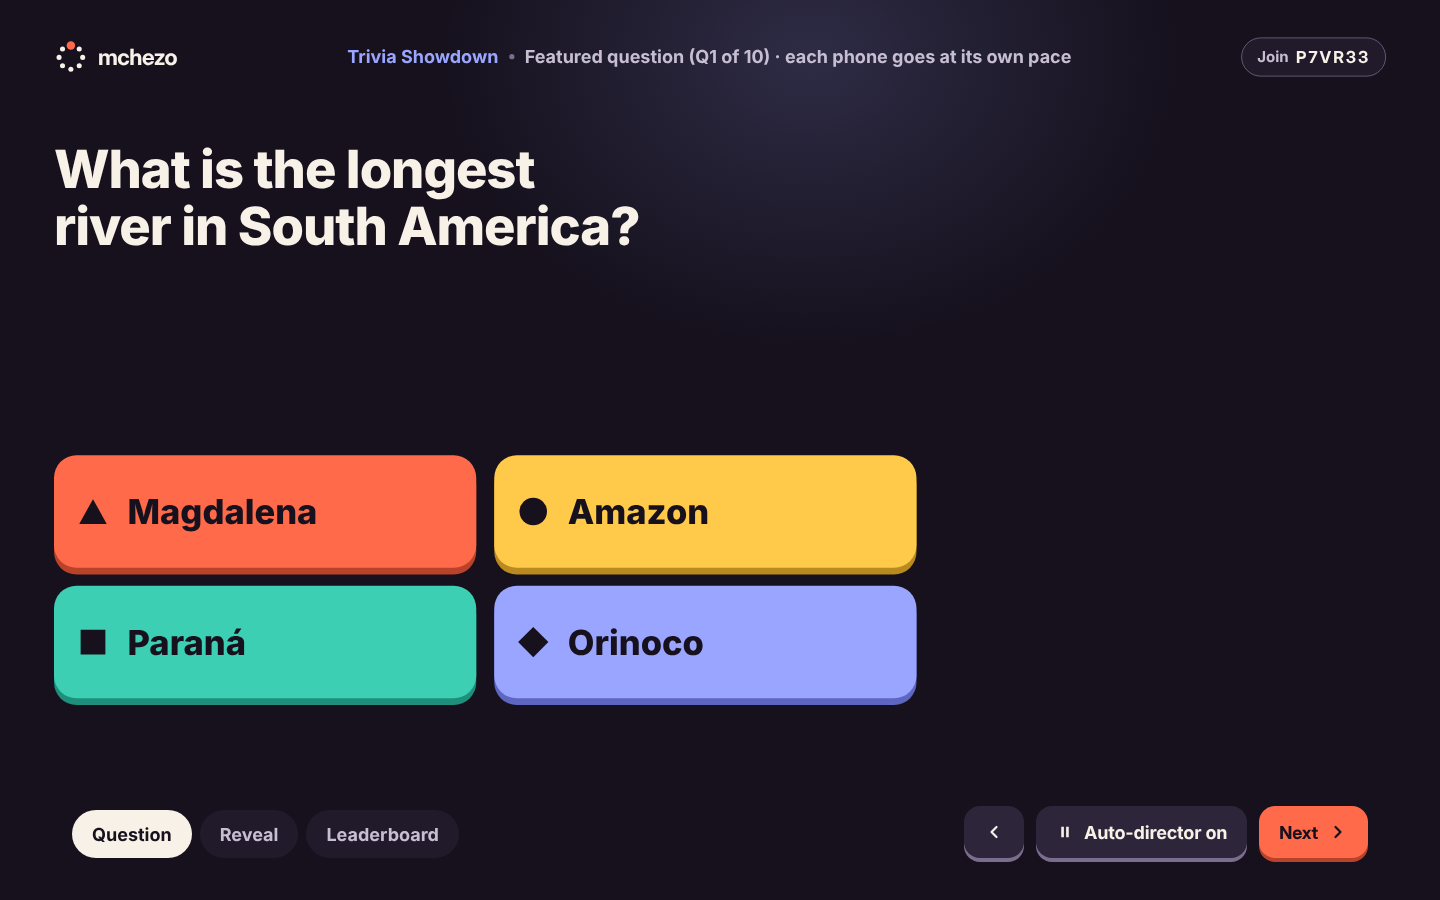 mchezo
Trivia Showdown • Featured question (Q1 of 10) · each phone goes at its own pace
Join P7VR33
What is the longest
river in South America?
Magdalena
Amazon
Paraná
Orinoco
Question
Reveal
Leaderboard
Auto-director on
Next